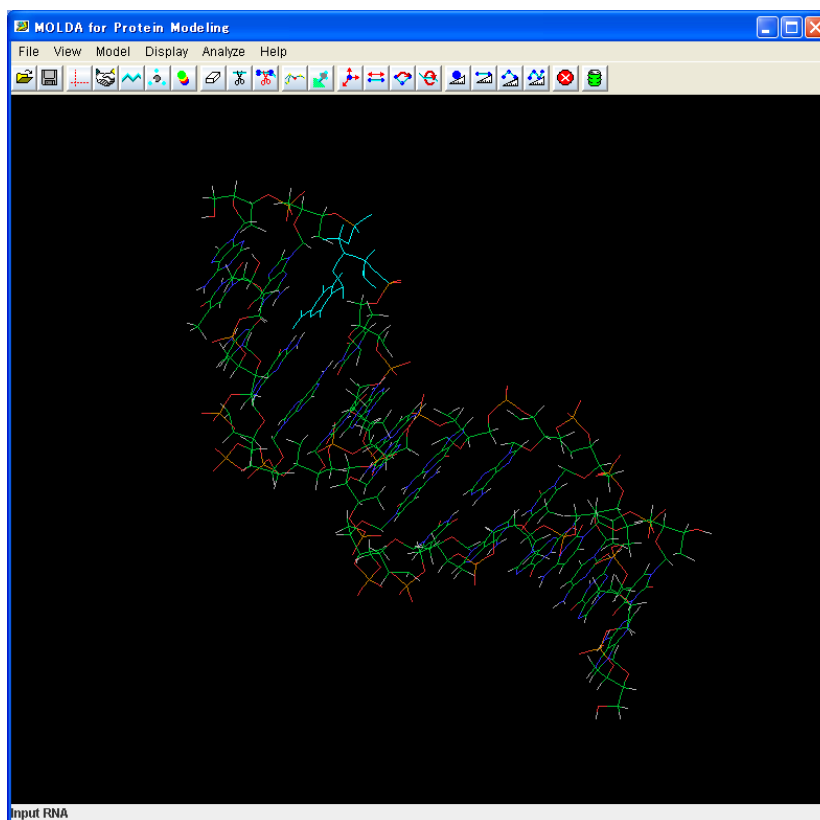 MOLDA for Protein Modeling
File View Model Display Analyze Help
Input RNA